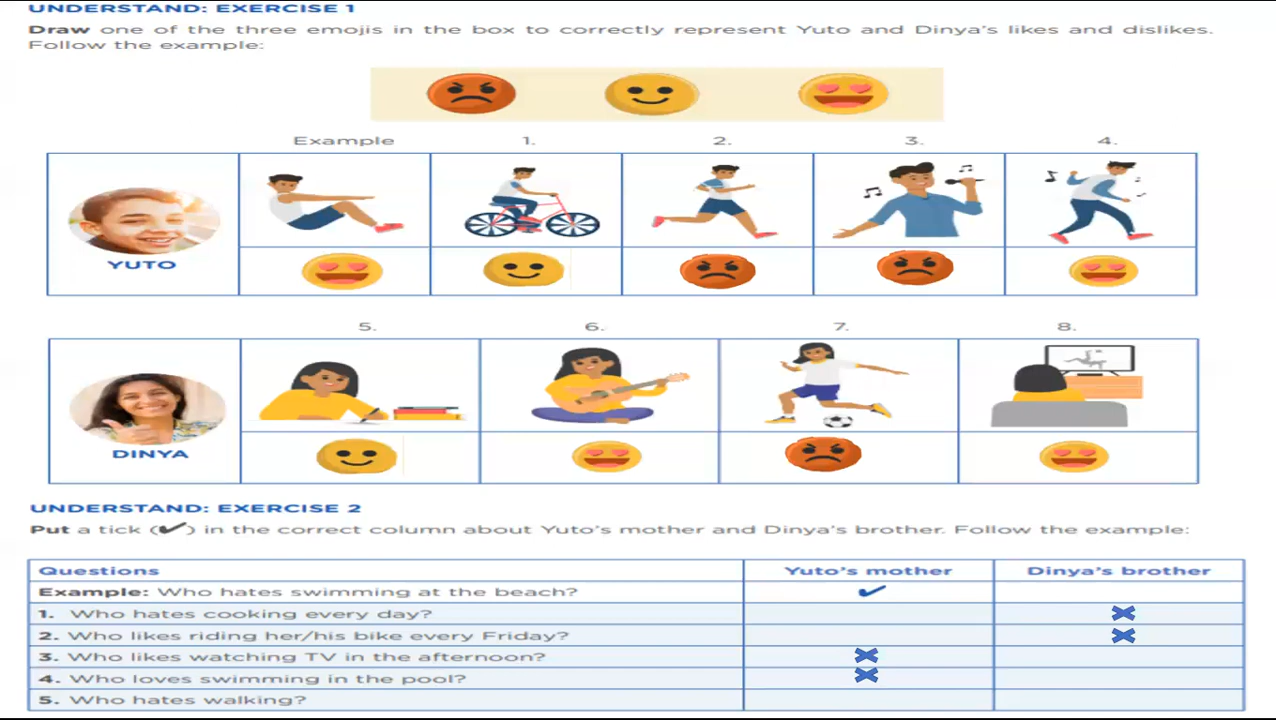 UNDERSTAND: EXERCISE 1
Draw one of the three emojis in the box to correctly represent Yuto and Dinya's likes and dislikes.
Follow the example:
Example 1. 2. 3. 4.
YUTO
5. 6. 7. 8.
DINYA
UNDERSTAND: EXERCISE 2
Put a tick (✔) in the correct column about Yuto's mother and Dinya's brother. Follow the example:
Questions Yuto's mother Dinya's brother
Example: Who hates swimming at the beach? ✔
1. Who hates cooking every day? ✖
2. Who likes riding her/his bike every Friday? ✖
3. Who likes watching TV in the afternoon? ✖
4. Who loves swimming in the pool? ✖
5. Who hates walking?